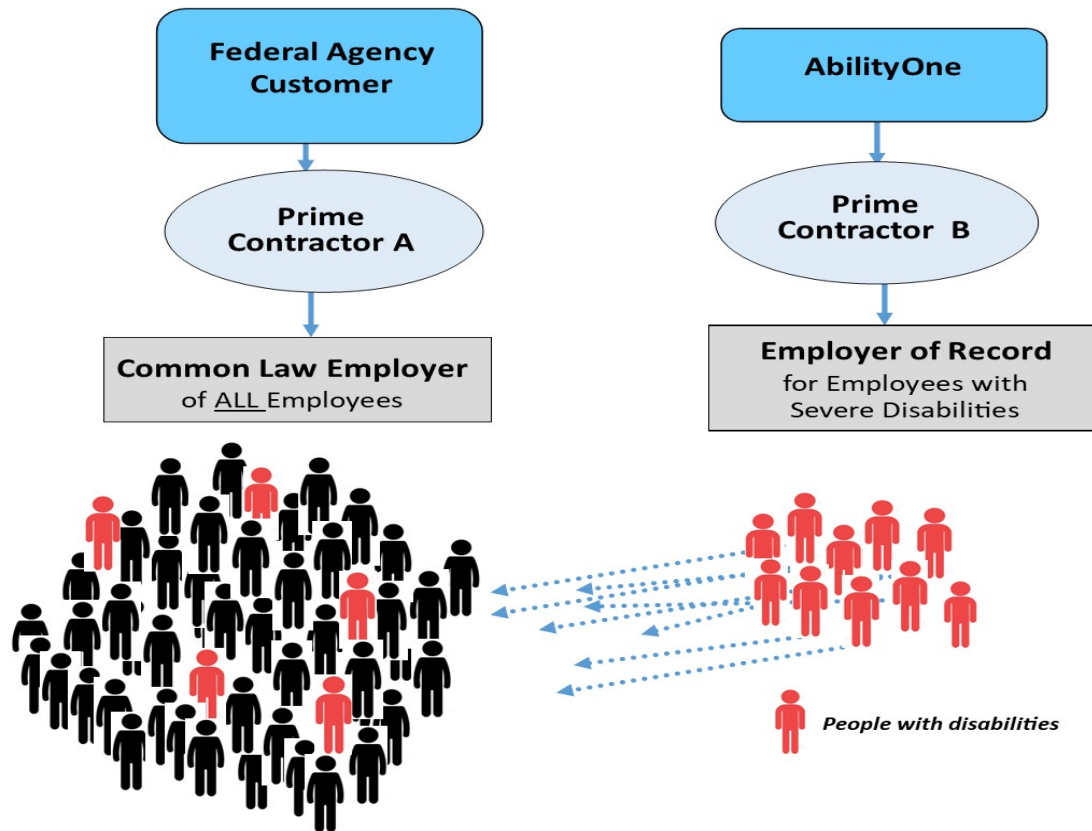 Federal Agency
Customer
AbilityOne
Prime
Contractor A
Prime
Contractor B
Common Law Employer
of ALL Employees
Employer of Record
for Employees with
Severe Disabilities
People with disabilities